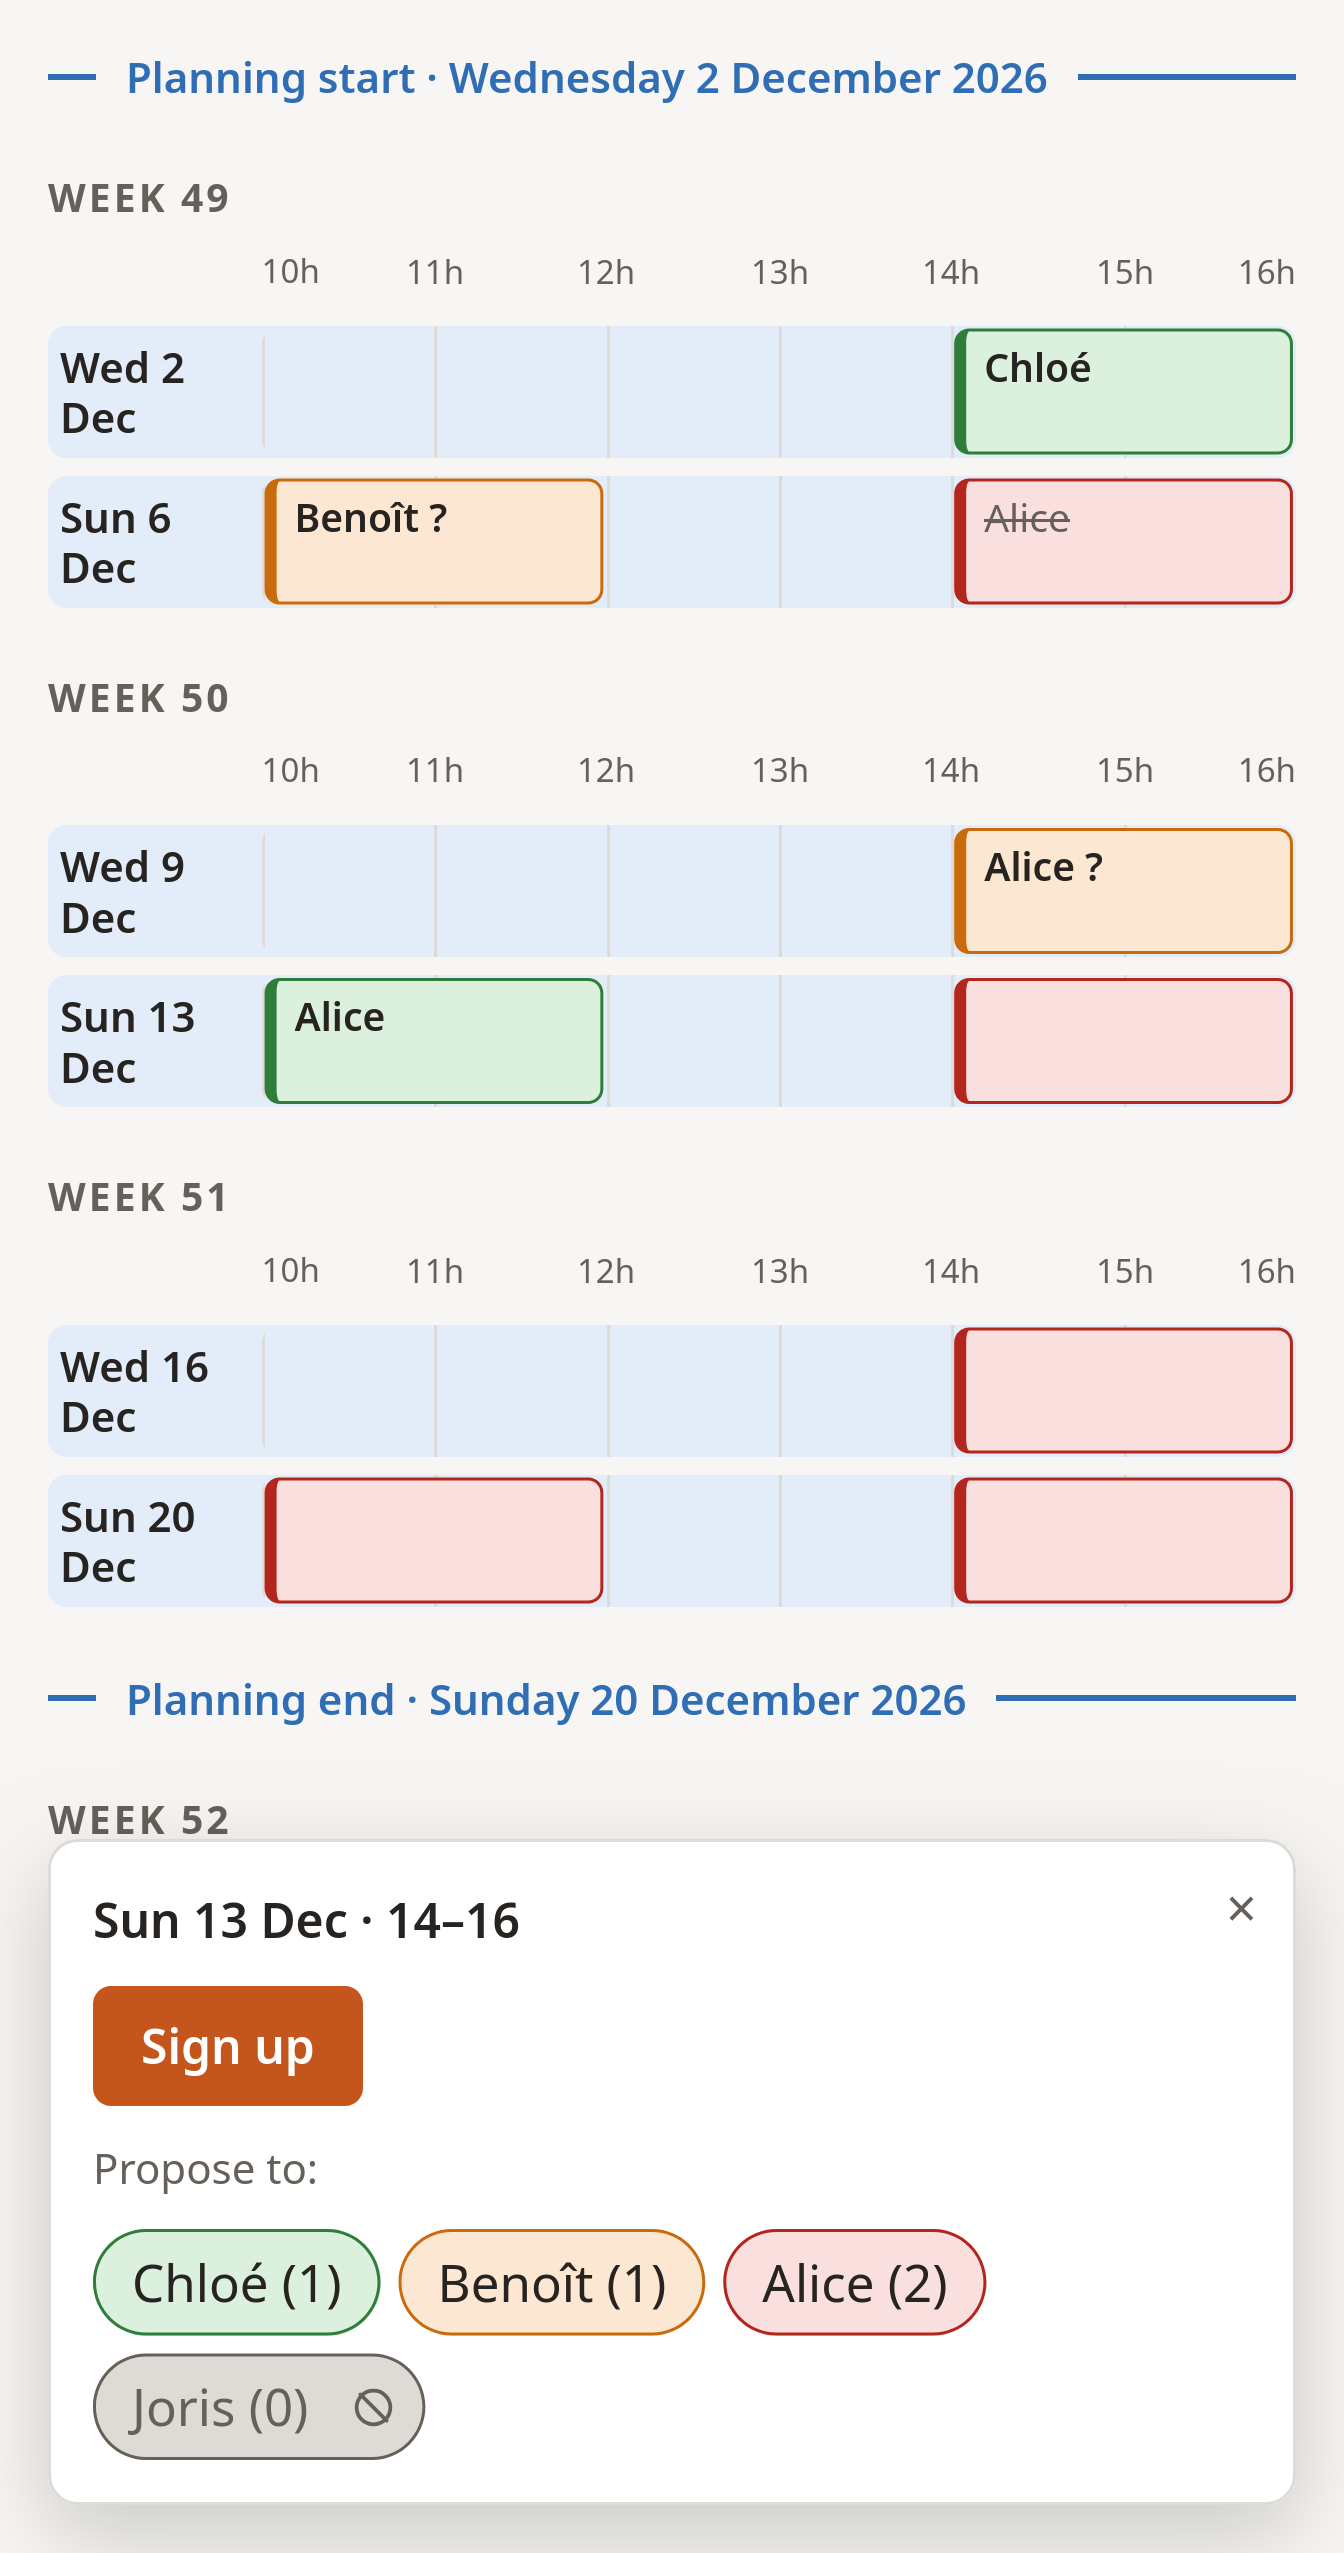 Planning start · Wednesday 2 December 2026
WEEK 49
10h 11h 12h 13h 14h 15h 16h
Wed 2
Dec
Chloé
Sun 6
Dec
Benoît ?
Alice
WEEK 50
10h 11h 12h 13h 14h 15h 16h
Wed 9
Dec
Alice ?
Sun 13
Dec
Alice
WEEK 51
10h 11h 12h 13h 14h 15h 16h
Wed 16
Dec
Sun 20
Dec
Planning end · Sunday 20 December 2026
WEEK 52
Sun 13 Dec · 14–16
×
Sign up
Propose to:
Chloé (1) Benoît (1) Alice (2)
Joris (0)